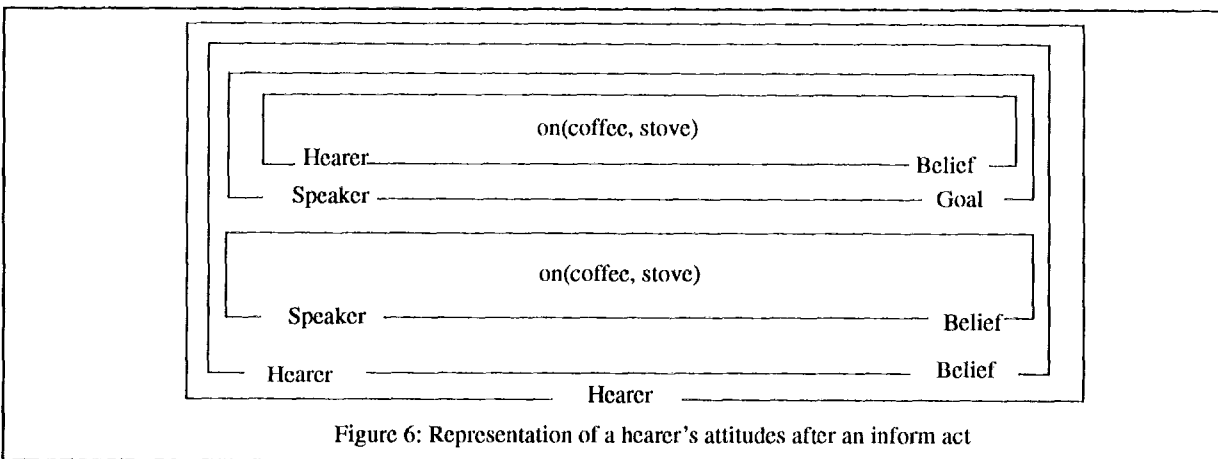 on(coffee, stove)
Hearer Belief
Speaker Goal
on(coffee, stove)
Speaker Belief
Hearer Belief
Hearer
Figure 6: Representation of a hearer's attitudes after an inform act